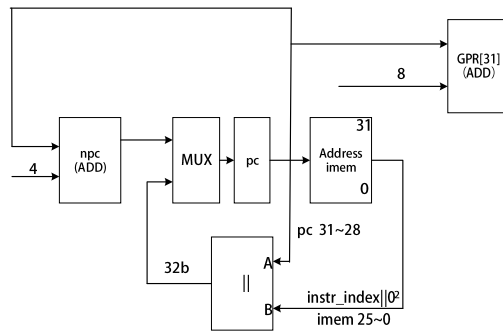 GPR[31]
(ADD)
8
31
npc
(ADD)
4
MUX
pc
Address
imem
0
pc 31~28
32b
A
||
B
instr_index||0²
imem 25~0